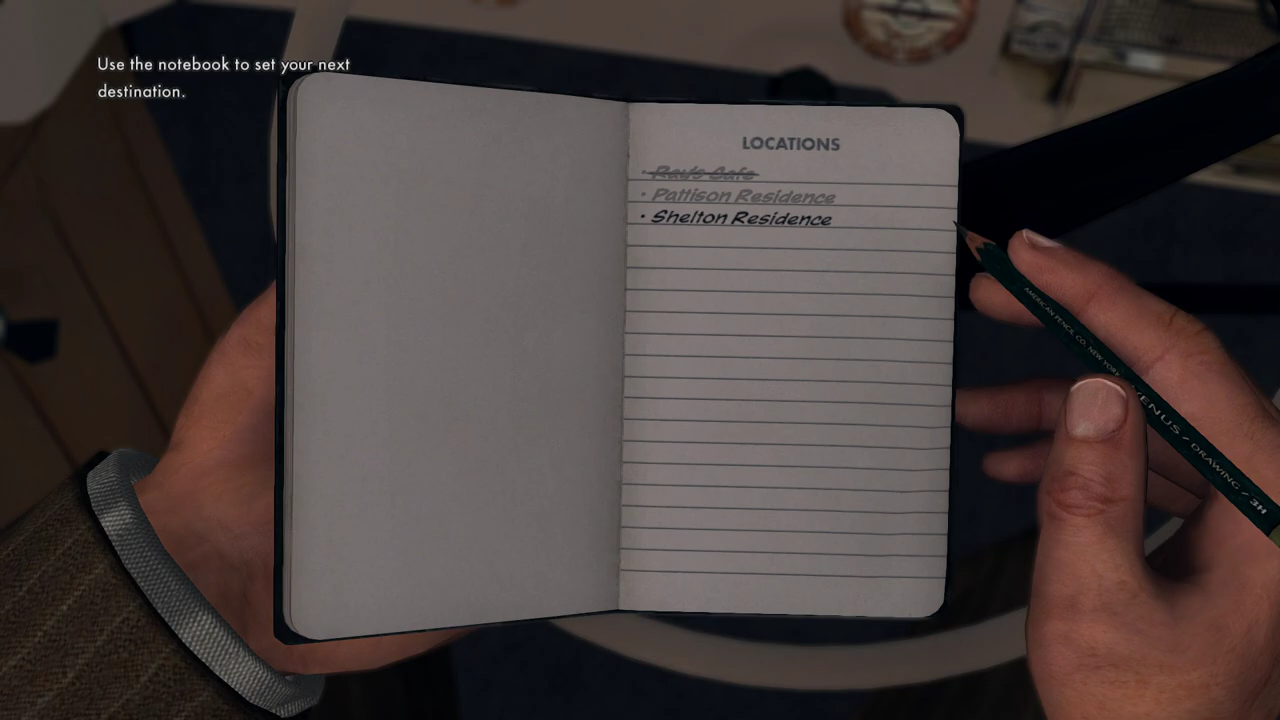 Use the notebook to set your next
destination.
LOCATIONS
• Ray's Safe
• Pattison Residence
• Shelton Residence
AMERICAN PENCIL CO. NEW YORK
VENUS / DRAWING / 3H